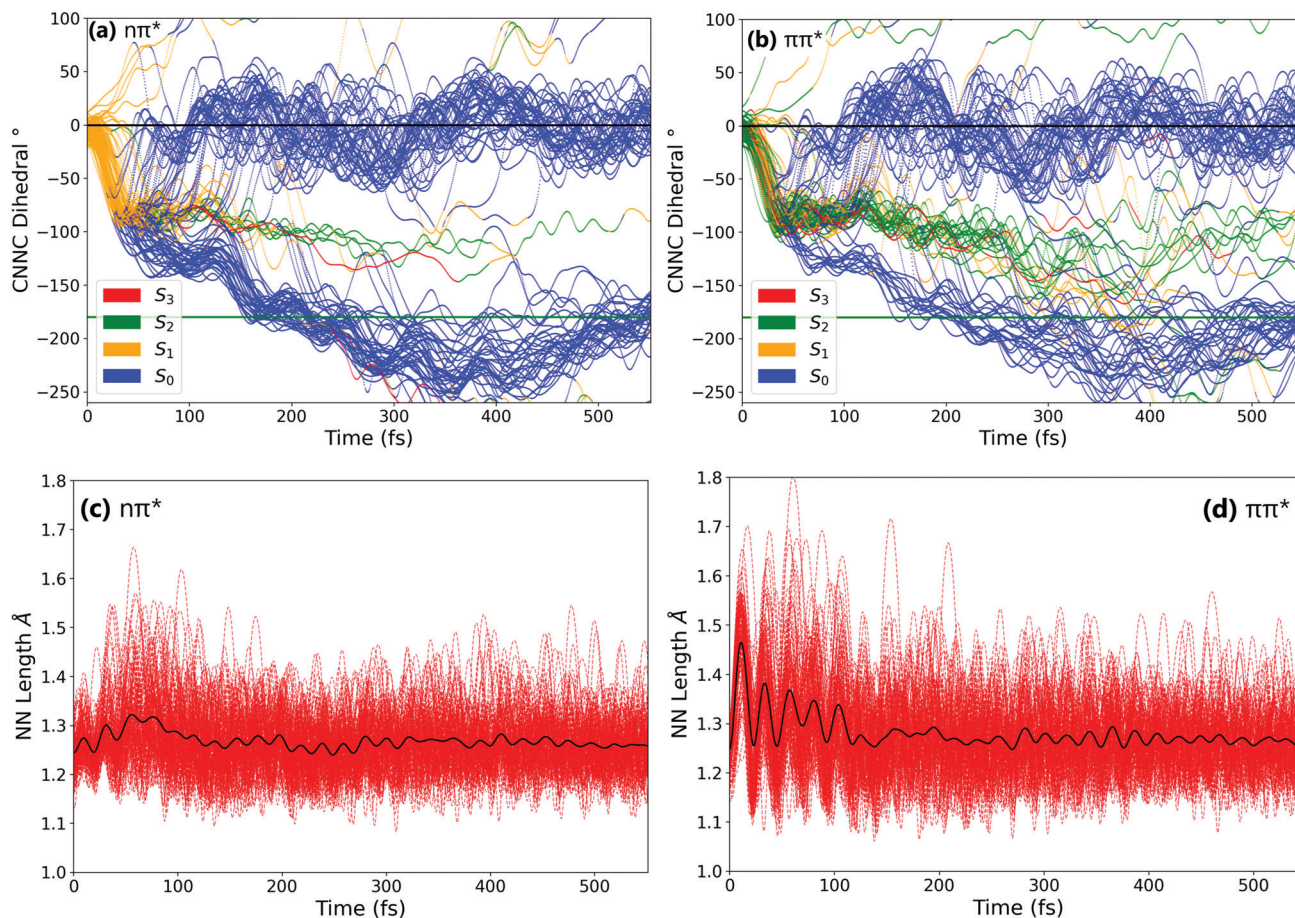 (a) nπ*
CNNC Dihedral °
100
50
0
−50
−100
−150
−200
−250
S3
S2
S1
S0
0 100 200 300 400 500
Time (fs)
(b) ππ*
CNNC Dihedral °
100
50
0
−50
−100
−150
−200
−250
S3
S2
S1
S0
0 100 200 300 400 500
Time (fs)
(c) nπ*
NN Length Å
1.8
1.7
1.6
1.5
1.4
1.3
1.2
1.1
1.0
0 100 200 300 400 500
Time (fs)
(d) ππ*
NN Length Å
1.8
1.7
1.6
1.5
1.4
1.3
1.2
1.1
1.0
0 100 200 300 400 500
Time (fs)